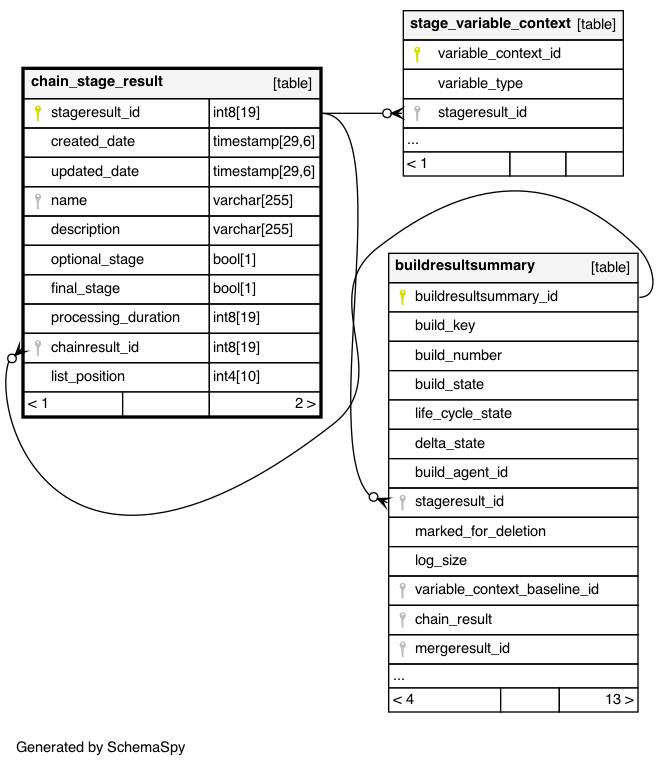 stage_variable_context [table]
variable_context_id
variable_type
stageresult_id
...
< 1
chain_stage_result [table]
stageresult_id int8[19]
created_date timestamp[29,6]
updated_date timestamp[29,6]
name varchar[255]
description varchar[255]
optional_stage bool[1]
final_stage bool[1]
processing_duration int8[19]
chainresult_id int8[19]
list_position int4[10]
< 1 2 >
buildresultsummary [table]
buildresultsummary_id
build_key
build_number
build_state
life_cycle_state
delta_state
build_agent_id
stageresult_id
marked_for_deletion
log_size
variable_context_baseline_id
chain_result
mergeresult_id
...
< 4 13 >
Generated by SchemaSpy